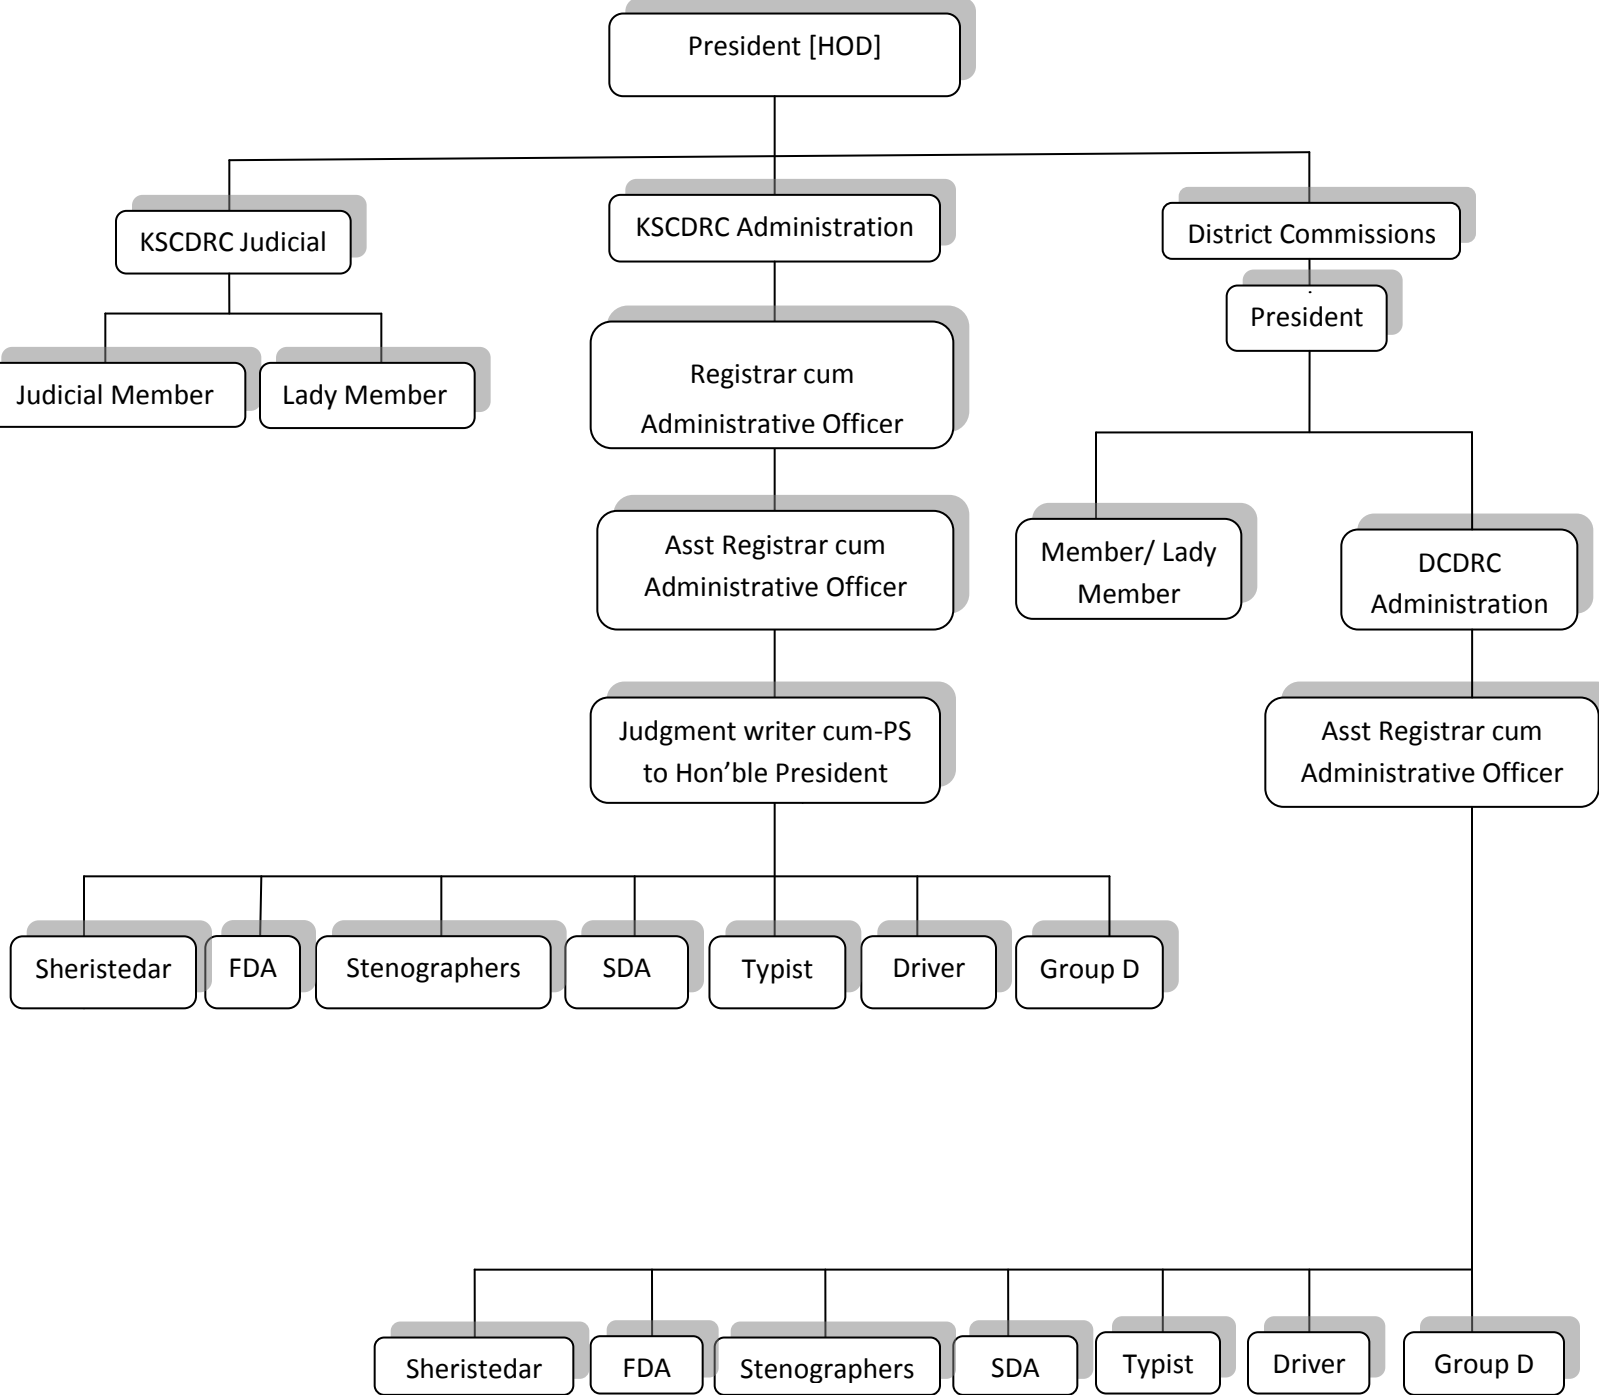 President [HOD]
KSCDRC Judicial
KSCDRC Administration
District Commissions
President
Judicial Member
Lady Member
Registrar cum
Administrative Officer
Asst Registrar cum
Administrative Officer
Member/ Lady
Member
DCDRC
Administration
Judgment writer cum-PS
to Hon’ble President
Asst Registrar cum
Administrative Officer
Sheristedar
FDA
Stenographers
SDA
Typist
Driver
Group D
Sheristedar
FDA
Stenographers
SDA
Typist
Driver
Group D